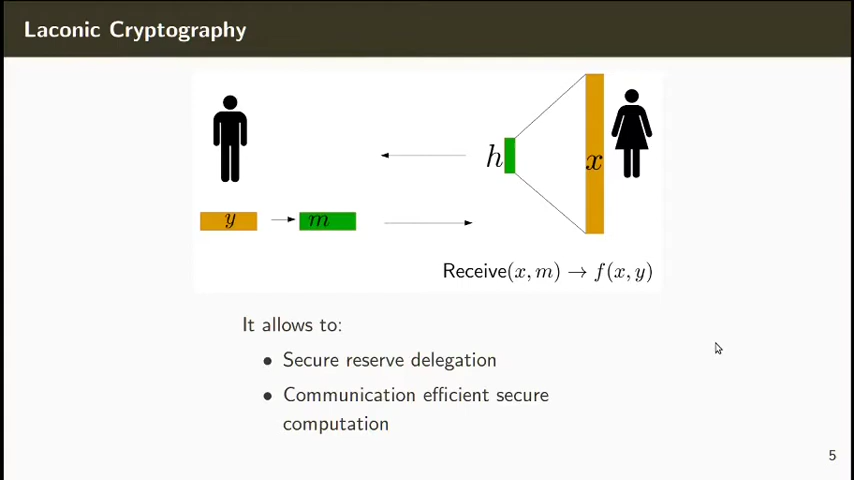 Laconic Cryptography
h
x
y
m
Receive(x, m) → f(x, y)
It allows to:
• Secure reserve delegation
• Communication efficient secure
computation
5